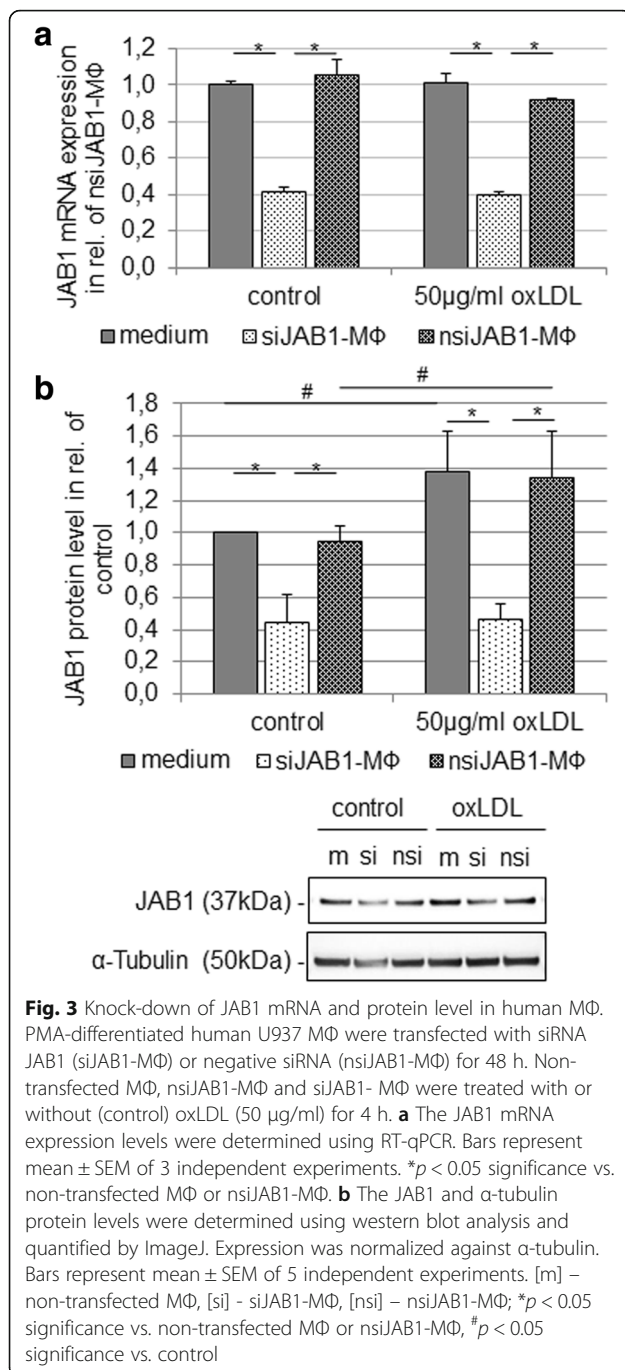 a
1,2
1,0
0,8
0,6
0,4
0,2
0,0
JAB1 mRNA expression
in rel. of nsiJAB1-MΦ
* * * *
control 50µg/ml oxLDL
medium siJAB1-MΦ nsiJAB1-MΦ
b
# #
1,8
1,6
1,4
1,2
1,0
0,8
0,6
0,4
0,2
0,0
JAB1 protein level in rel. of
control
* * * *
control 50µg/ml oxLDL
medium siJAB1-MΦ nsiJAB1-MΦ
control oxLDL
m si nsi m si nsi
JAB1 (37kDa) -
α-Tubulin (50kDa) -
Fig. 3 Knock-down of JAB1 mRNA and protein level in human MΦ.
PMA-differentiated human U937 MΦ were transfected with siRNA
JAB1 (siJAB1-MΦ) or negative siRNA (nsiJAB1-MΦ) for 48 h. Non-
transfected MΦ, nsiJAB1-MΦ and siJAB1- MΦ were treated with or
without (control) oxLDL (50 µg/ml) for 4 h. a The JAB1 mRNA
expression levels were determined using RT-qPCR. Bars represent
mean ± SEM of 3 independent experiments. *p < 0.05 significance vs.
non-transfected MΦ or nsiJAB1-MΦ. b The JAB1 and α-tubulin
protein levels were determined using western blot analysis and
quantified by ImageJ. Expression was normalized against α-tubulin.
Bars represent mean ± SEM of 5 independent experiments. [m] –
non-transfected MΦ, [si] - siJAB1-MΦ, [nsi] – nsiJAB1-MΦ; *p < 0.05
significance vs. non-transfected MΦ or nsiJAB1-MΦ, #p < 0.05
significance vs. control